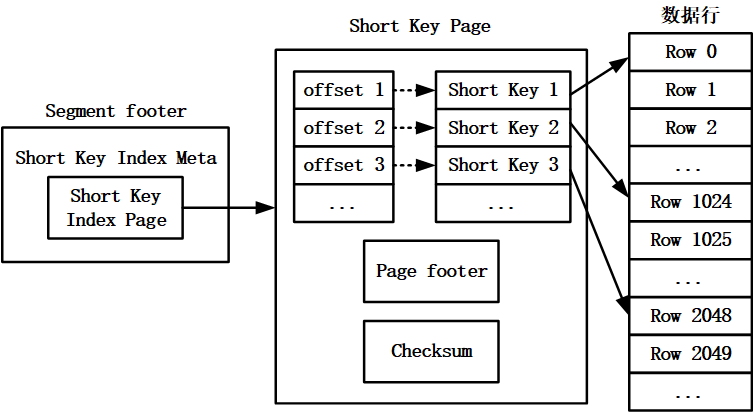 Segment footer
Short Key Index Meta
Short Key
Index Page
Short Key Page
offset 1
offset 2
offset 3
...
Short Key 1
Short Key 2
Short Key 3
...
Page footer
Checksum
数据行
Row 0
Row 1
Row 2
...
Row 1024
Row 1025
...
Row 2048
Row 2049
...